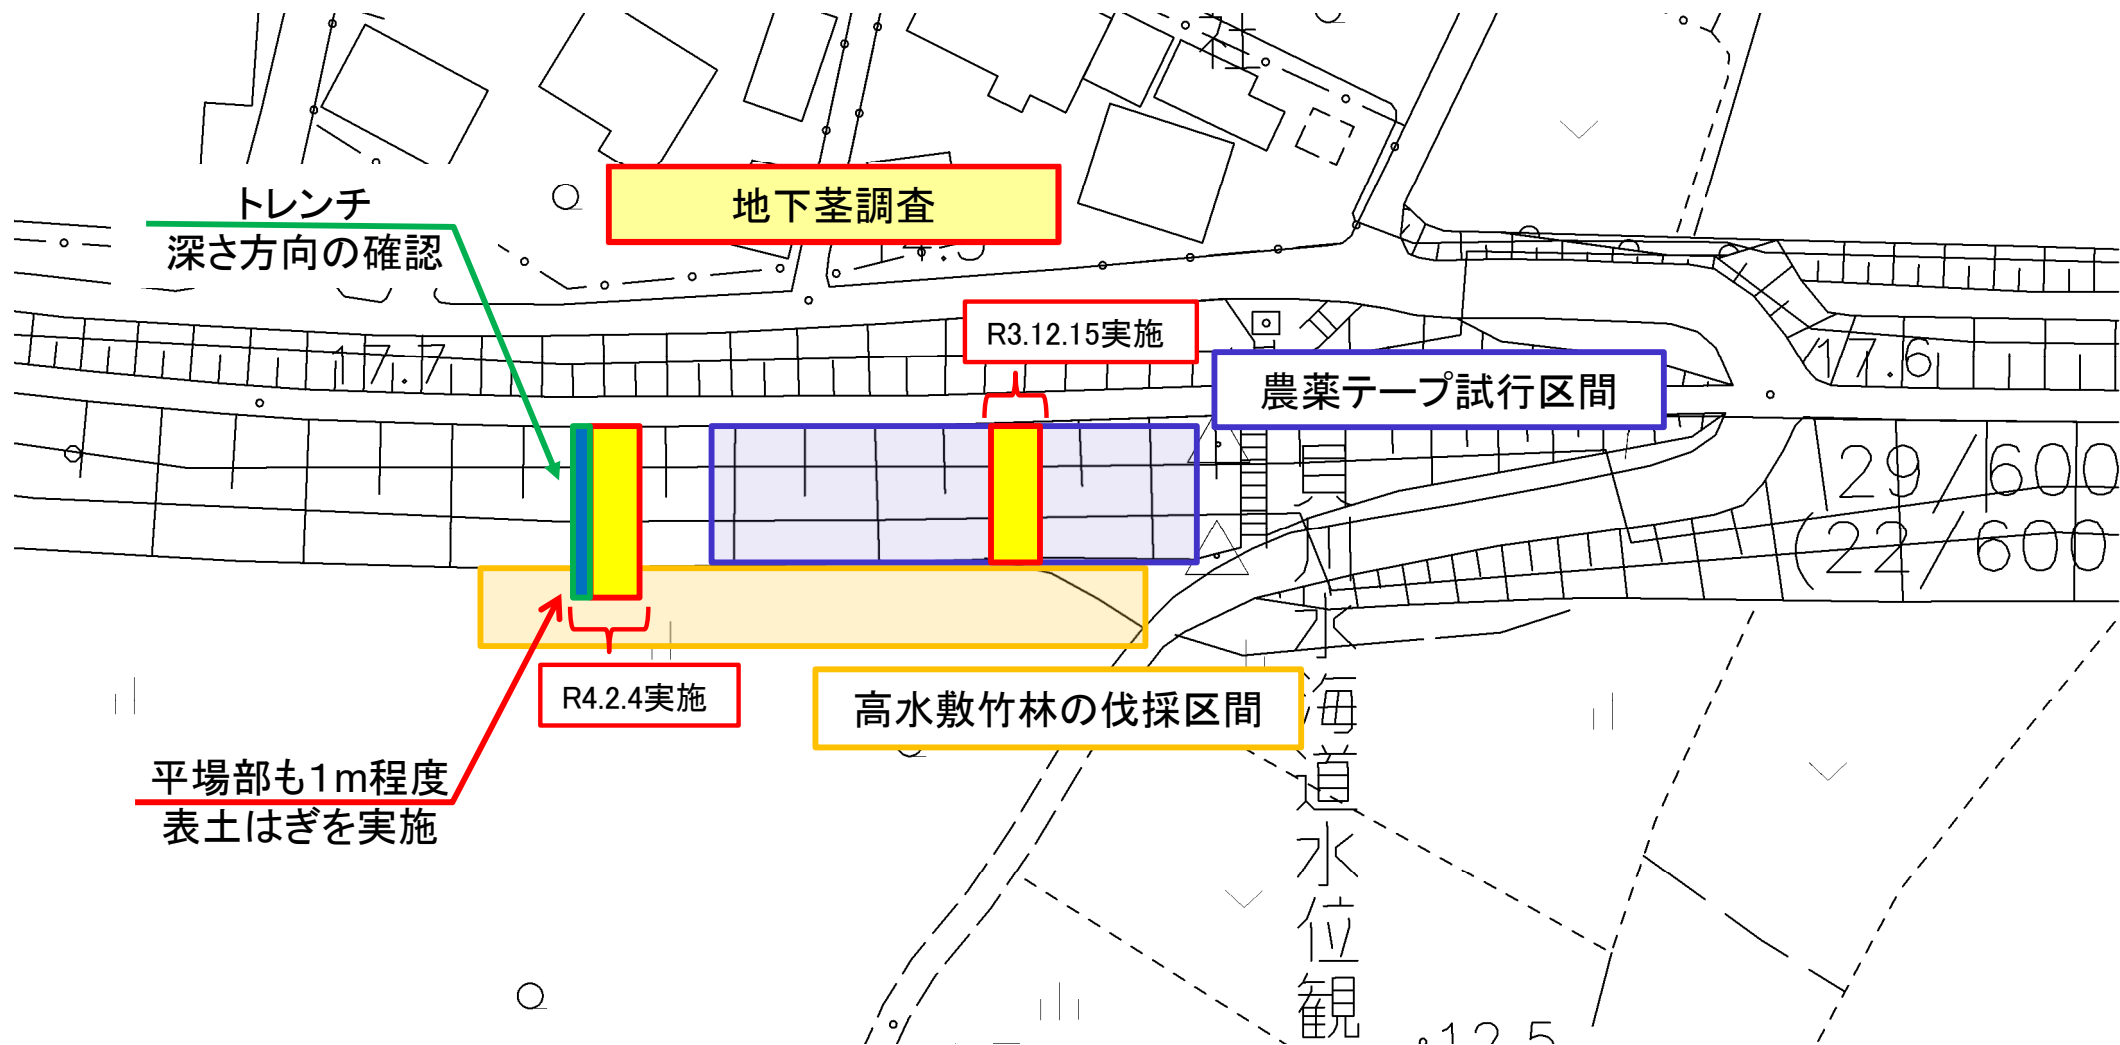 地下茎調査
トレンチ
深さ方向の確認
R3.12.15実施
17.7
農薬テープ試行区間
17.6
29/600
(22/600
R4.2.4実施
高水敷竹林の伐採区間
平場部も1m程度
表土はぎを実施
水海道水位観
12.5